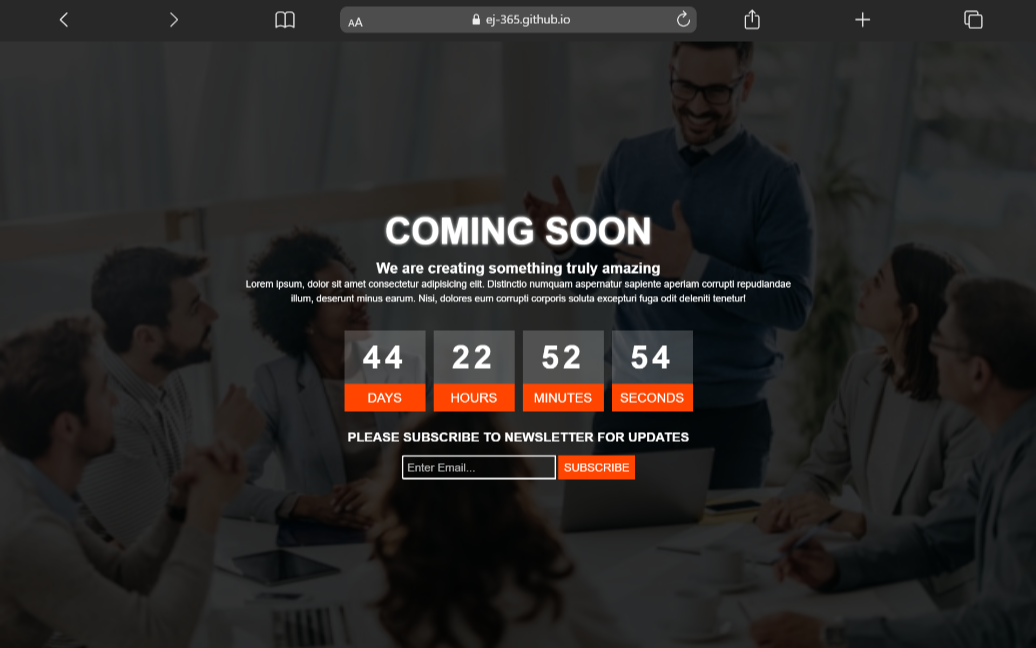 AA
ej-365.github.io
COMING SOON
We are creating something truly amazing
Lorem ipsum, dolor sit amet consectetur adipisicing elit. Distinctio numquam aspernatur sapiente aperiam corrupti repudiandae
illum, deserunt minus earum. Nisi, dolores eum corrupti corporis soluta excepturi fuga odit deleniti tenetur!
44 22 52 54
DAYS HOURS MINUTES SECONDS
PLEASE SUBSCRIBE TO NEWSLETTER FOR UPDATES
Enter Email... SUBSCRIBE